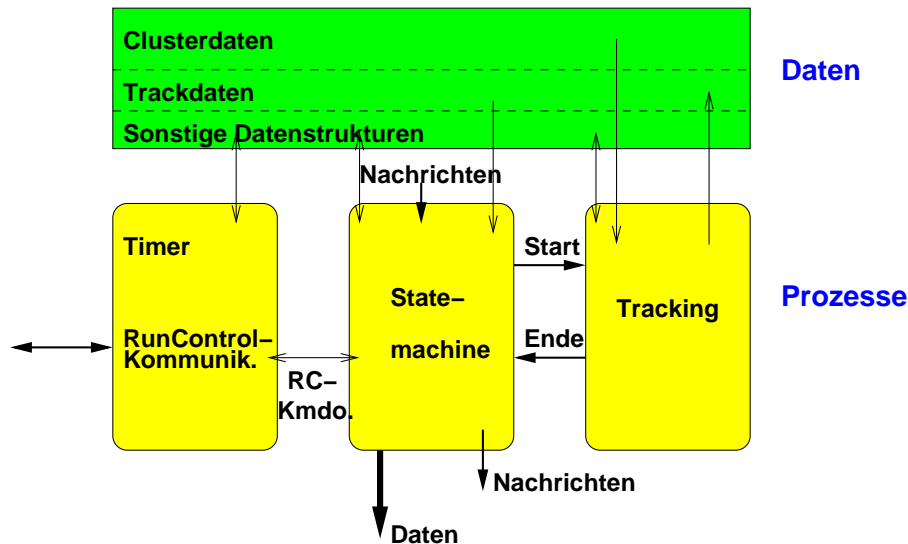 Clusterdaten
Daten
Trackdaten
Sonstige Datenstrukturen
Nachrichten
Timer
Start
State–
Tracking
Prozesse
RunControl–
Kommunik.
machine
Ende
RC–
Kmdo.
Nachrichten
Daten